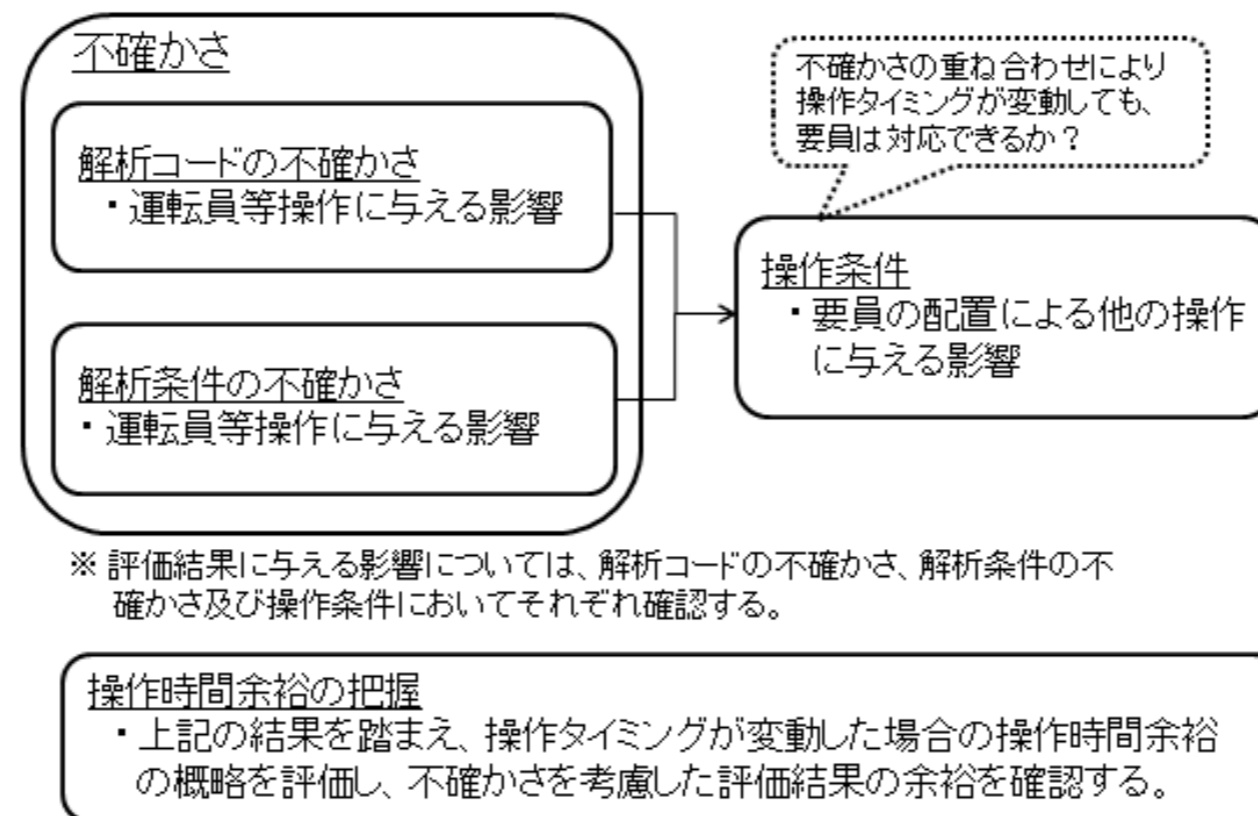 不確かさ
解析コードの不確かさ
・運転員等操作に与える影響
解析条件の不確かさ
・運転員等操作に与える影響
不確かさの重ね合わせにより
操作タイミングが変動しても、
要員は対応できるか？
操作条件
・要員の配置による他の操作
に与える影響
※ 評価結果に与える影響については、解析コードの不確かさ、解析条件の不
確かさ及び操作条件においてそれぞれ確認する。
操作時間余裕の把握
・上記の結果を踏まえ、操作タイミングが変動した場合の操作時間余裕
の概略を評価し、不確かさを考慮した評価結果の余裕を確認する。